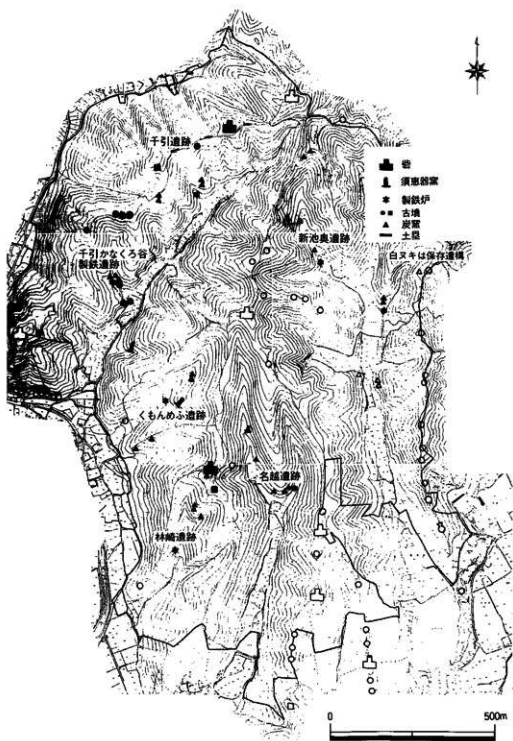 千引遺跡
砦
須恵器窯
製鉄炉
古墳
炭窯
土塁
新池奥遺跡
千引かなくろ谷
製鉄遺跡
白ヌキは保存遺構
くもんめふ遺跡
名越遺跡
林崎遺跡
0 500m